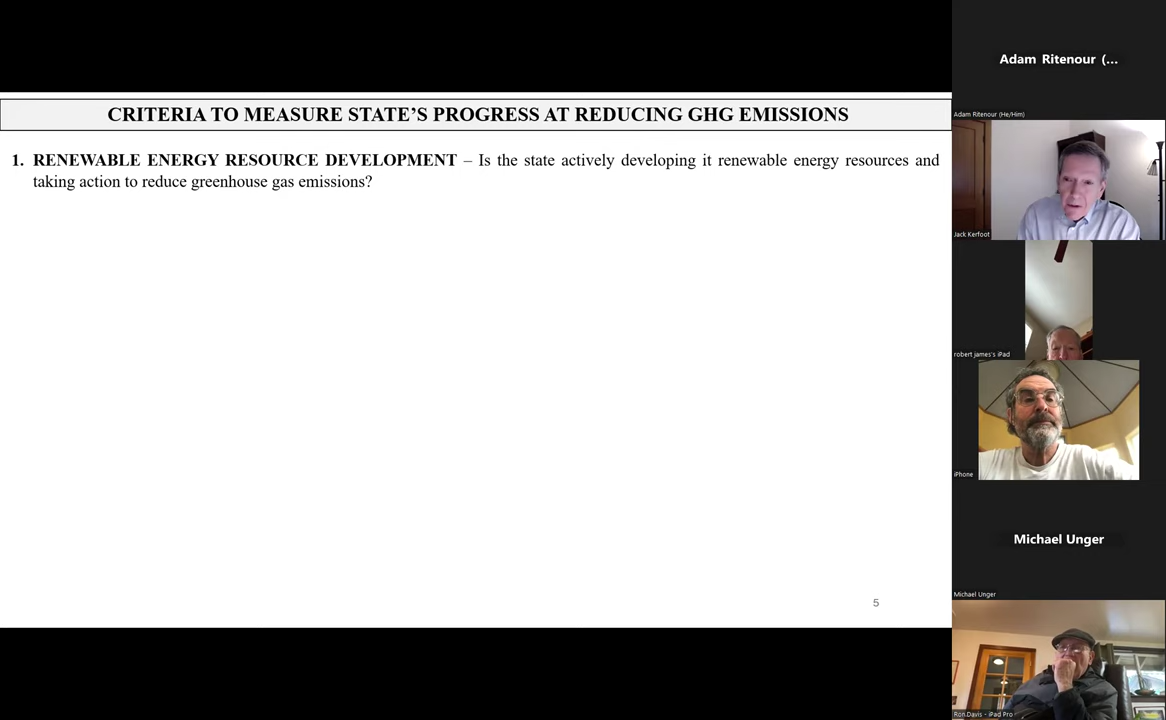 Adam Ritenour (...
Adam Ritenour (He/Him)
CRITERIA TO MEASURE STATE'S PROGRESS AT REDUCING GHG EMISSIONS
1. RENEWABLE ENERGY RESOURCE DEVELOPMENT – Is the state actively developing it renewable energy resources and
taking action to reduce greenhouse gas emissions?
5
Jack Kerfoot
robert james's iPad
iPhone
Michael Unger
Michael Unger
Ron Davis - iPad Pro